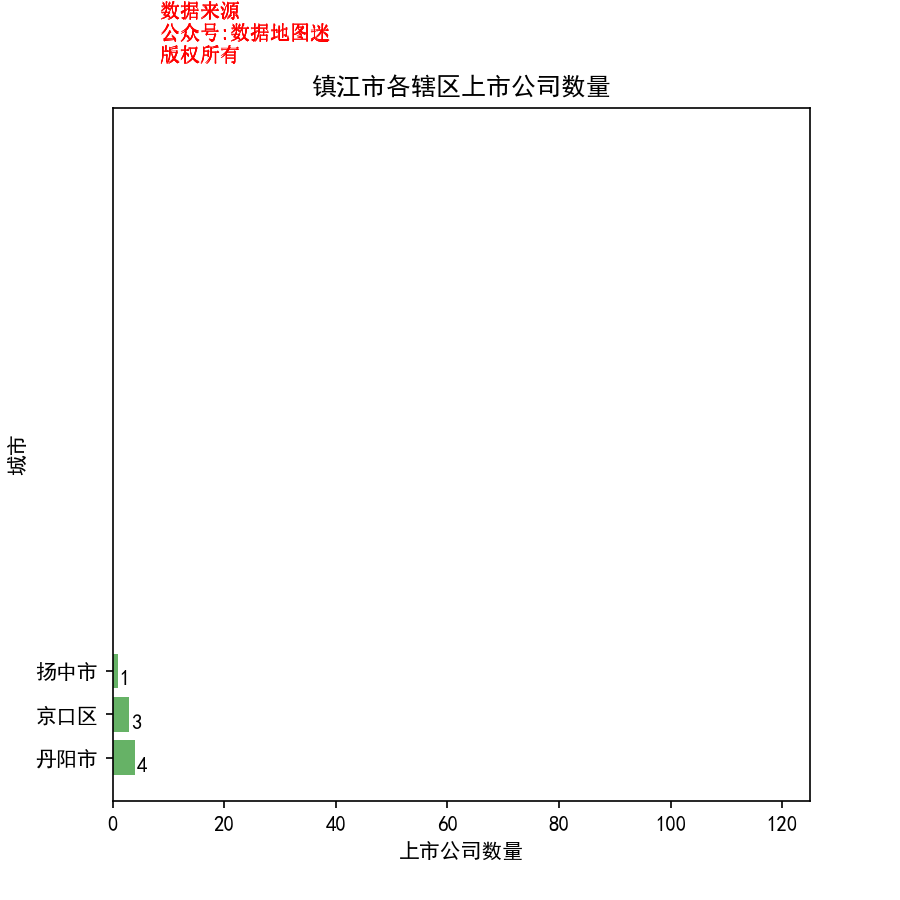 数据来源
公众号:数据地图迷
版权所有
镇江市各辖区上市公司数量
城市
扬中市
1
京口区
3
丹阳市
4
0 20 40 60 80 100 120
上市公司数量